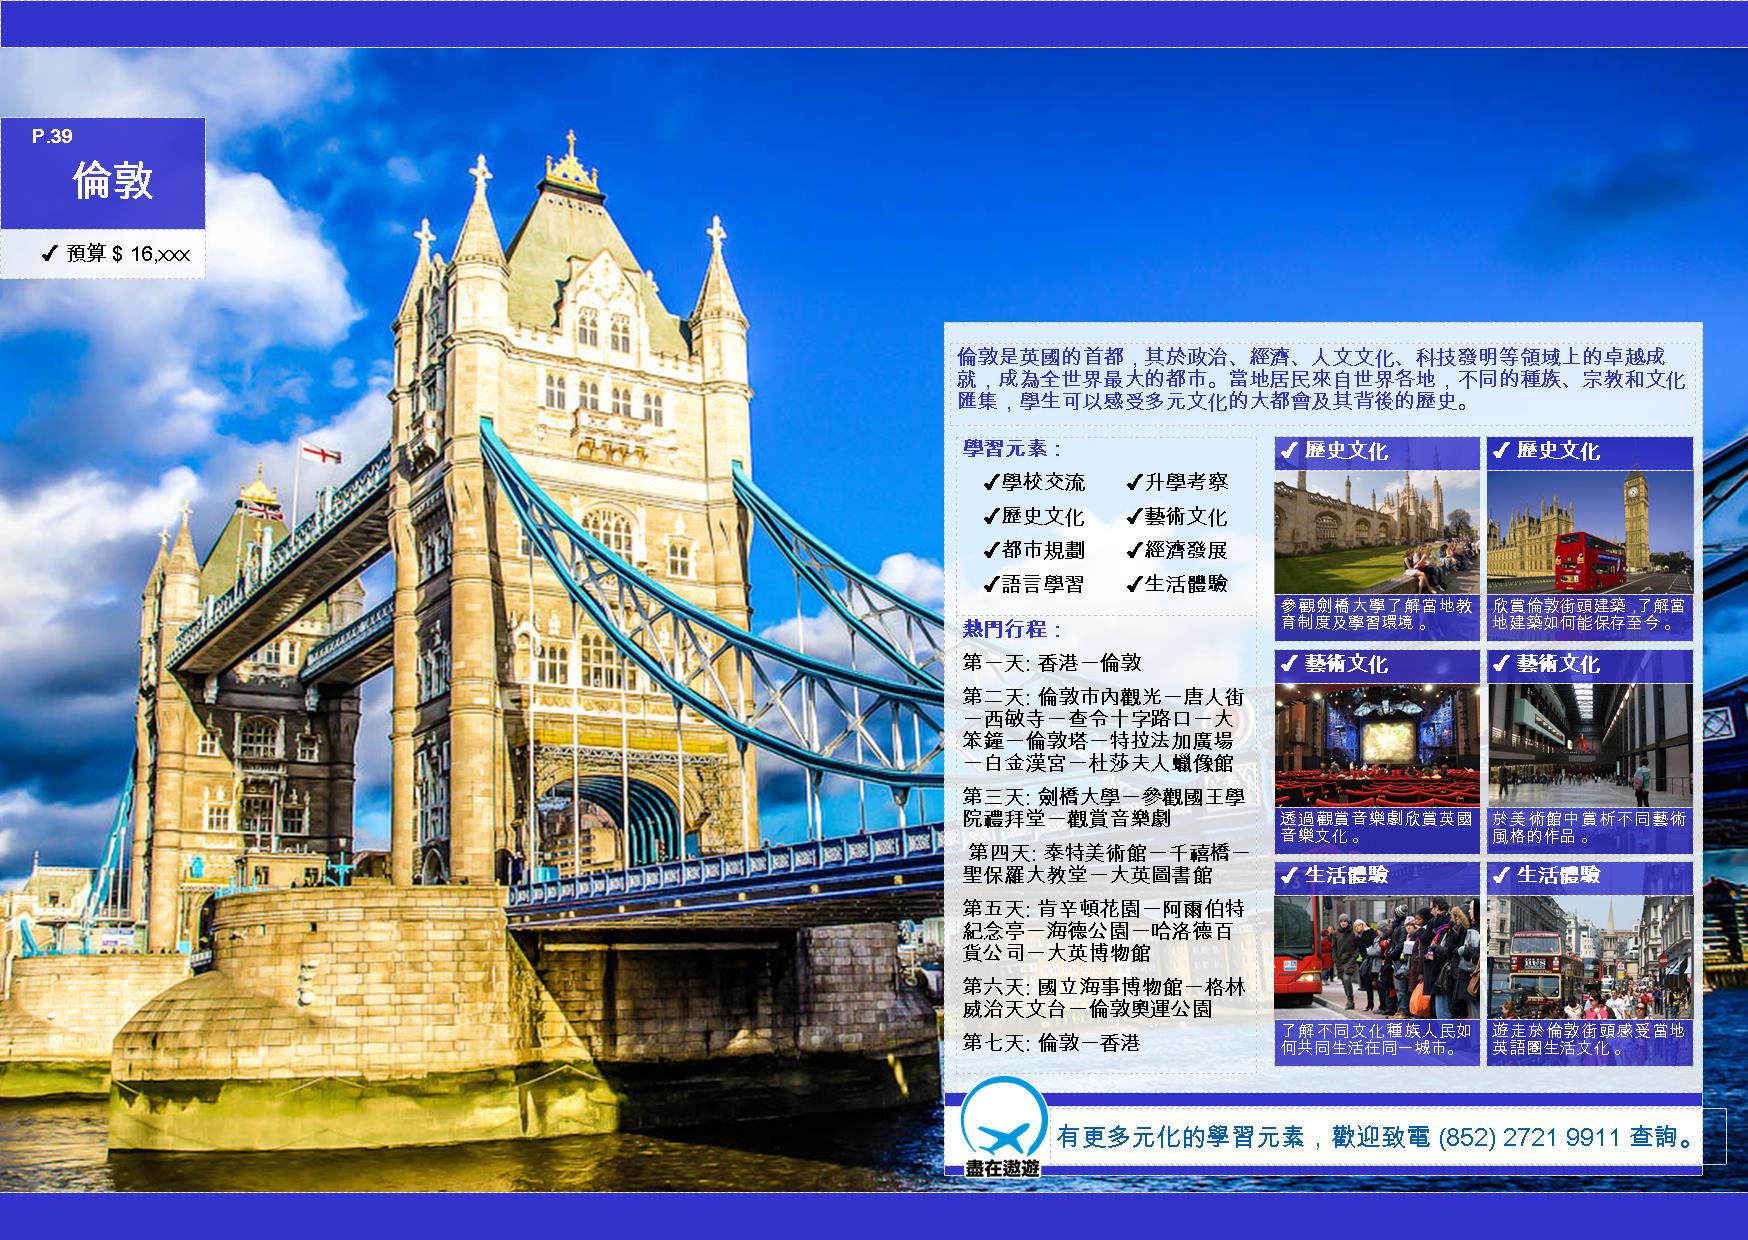 P.39
倫敦
✓ 預算 $ 16,xxx
倫敦是英國的首都，其於政治、經濟、人文文化、科技發明等領域上的卓越成
就，成為全世界最大的都市。當地居民來自世界各地，不同的種族、宗教和文化
匯集，學生可以感受多元文化的大都會及其背後的歷史。
學習元素：
✓學校交流 ✓升學考察
✓歷史文化 ✓藝術文化
✓都市規劃 ✓經濟發展
✓語言學習 ✓生活體驗
熱門行程：
第一天: 香港－倫敦
第二天: 倫敦市內觀光－唐人街
－西敏寺－查令十字路口－大
笨鐘－倫敦塔－特拉法加廣場
－白金漢宮－杜莎夫人蠟像館
第三天: 劍橋大學－參觀國王學
院禮拜堂－觀賞音樂劇
第四天: 泰特美術館－千禧橋－
聖保羅大教堂－大英圖書館
第五天: 肯辛頓花園－阿爾伯特
紀念亭－海德公園－哈洛德百
貨公司－大英博物館
第六天: 國立海事博物館－格林
威治天文台－倫敦奧運公園
第七天: 倫敦－香港
✓ 歷史文化
參觀劍橋大學了解當地教
育制度及學習環境 。
✓ 歷史文化
欣賞倫敦街頭建築 ,了解當
地建築如何能保存至今 。
✓ 藝術文化
透過觀賞音樂劇欣賞英國
音樂文化 。
✓ 藝術文化
於美術館中賞析不同藝術
風格的作品 。
✓ 生活體驗
了解不同文化種族人民如
何共同生活在同一城市。
✓ 生活體驗
遊走於倫敦街頭感受當地
英語圈生活文化 。
盡在遨遊
有更多元化的學習元素，歡迎致電 (852) 2721 9911 查詢。